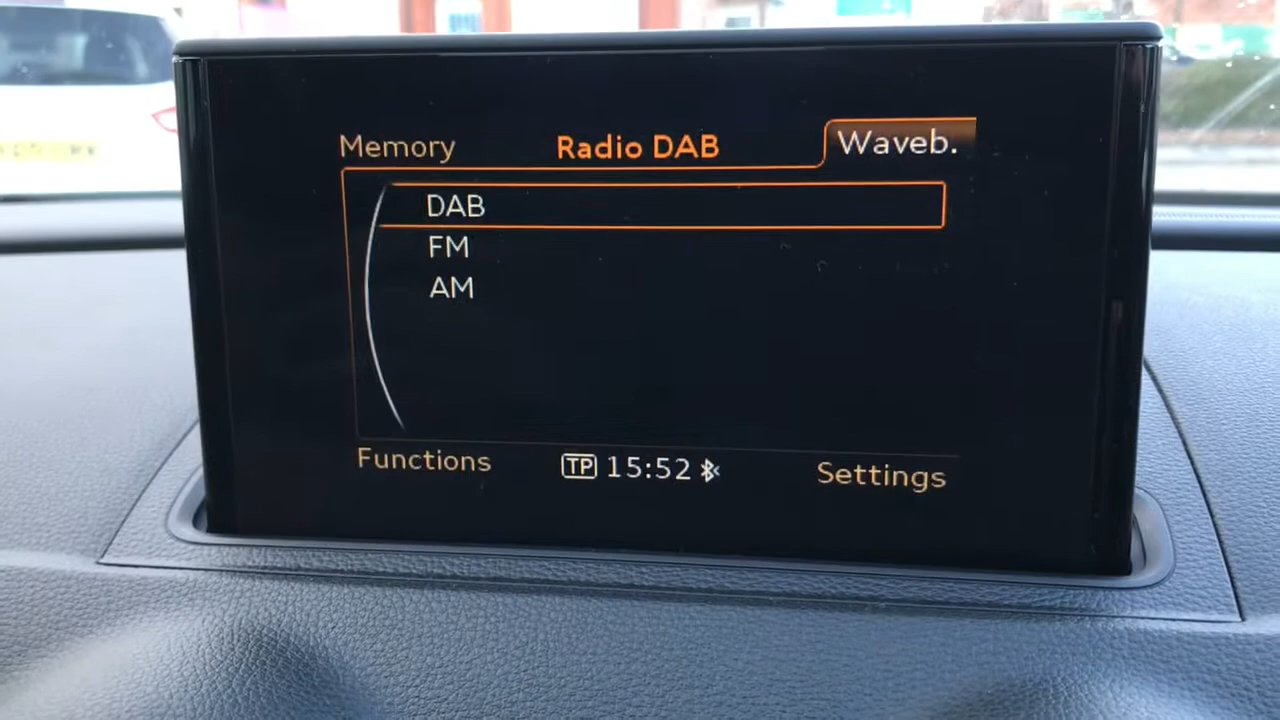 Memory Radio DAB Waveb.
DAB
FM
AM
Functions TP 15:52 Settings